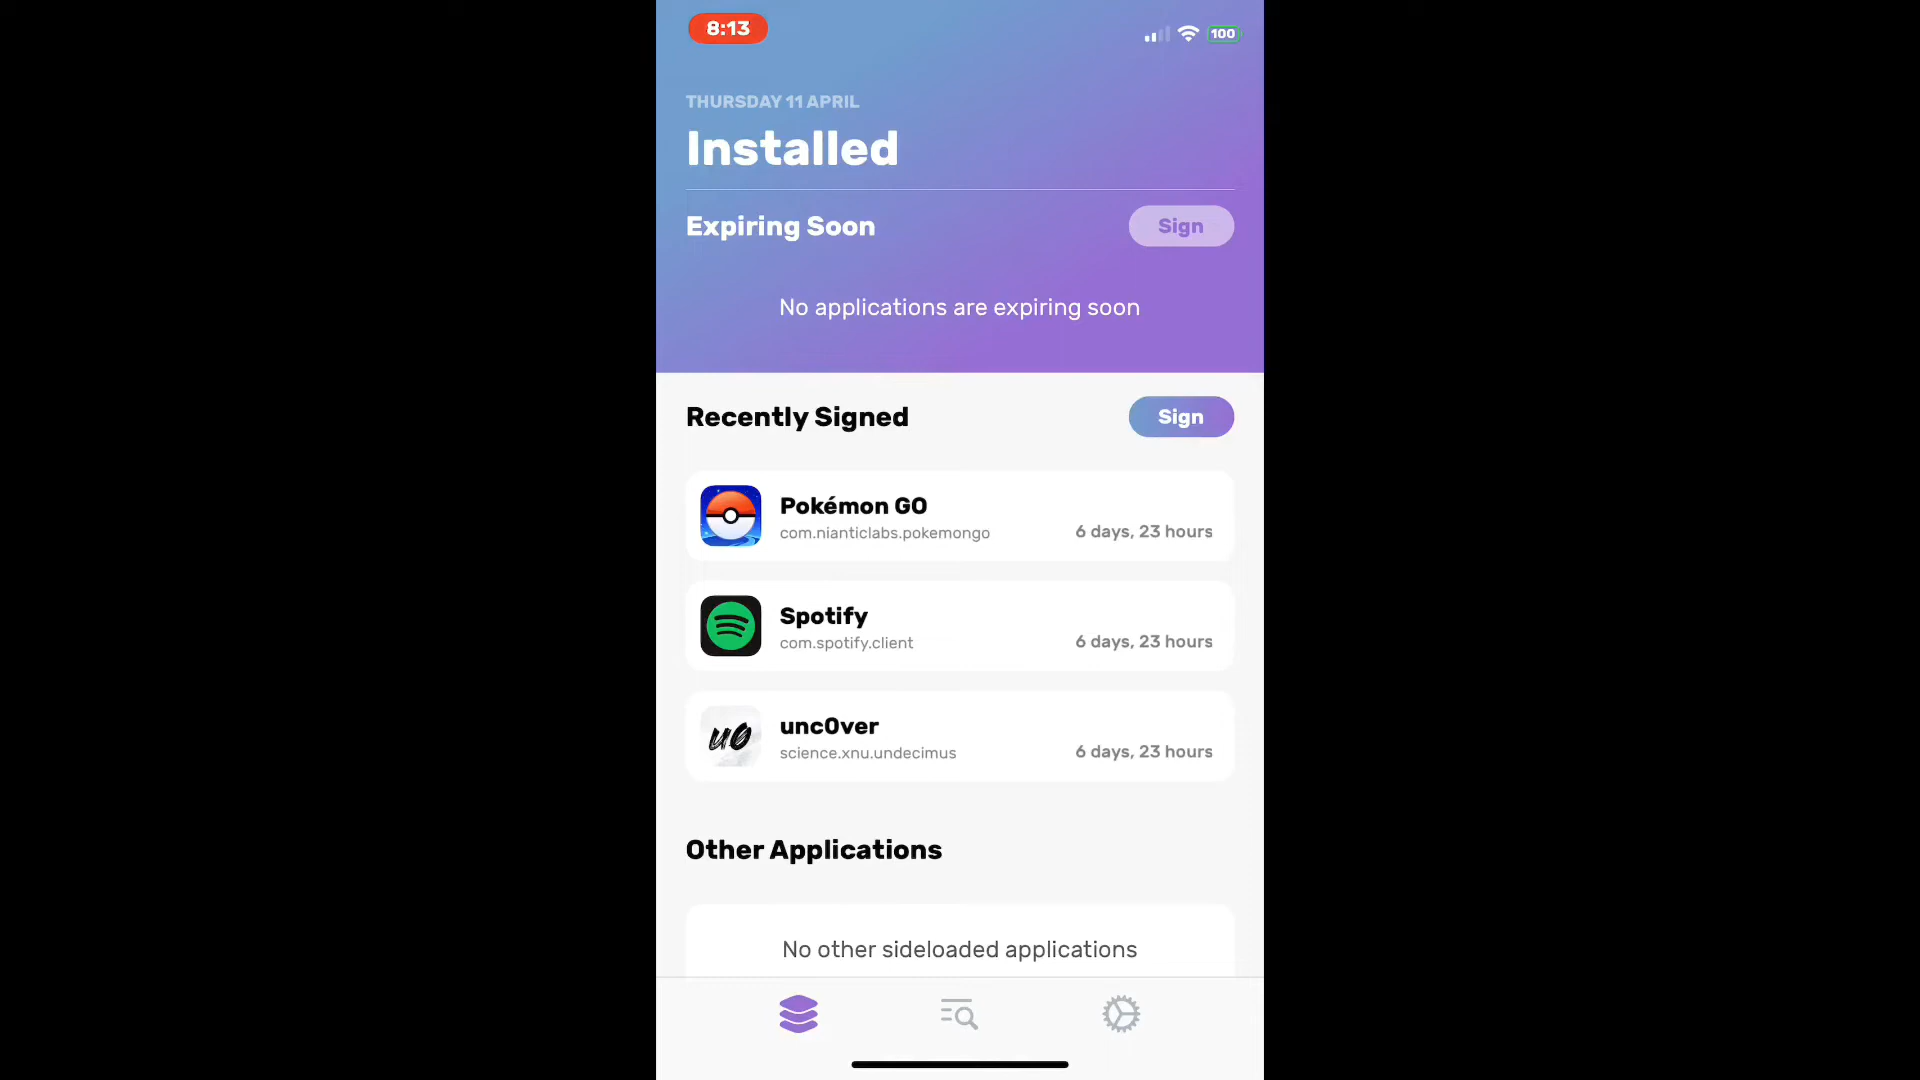 8:13
100
THURSDAY 11 APRIL
Installed
Expiring Soon
Sign
No applications are expiring soon
Recently Signed
Sign
Pokémon GO
com.nianticlabs.pokemongo
6 days, 23 hours
Spotify
com.spotify.client
6 days, 23 hours
u0
unc0ver
science.xnu.undecimus
6 days, 23 hours
Other Applications
No other sideloaded applications